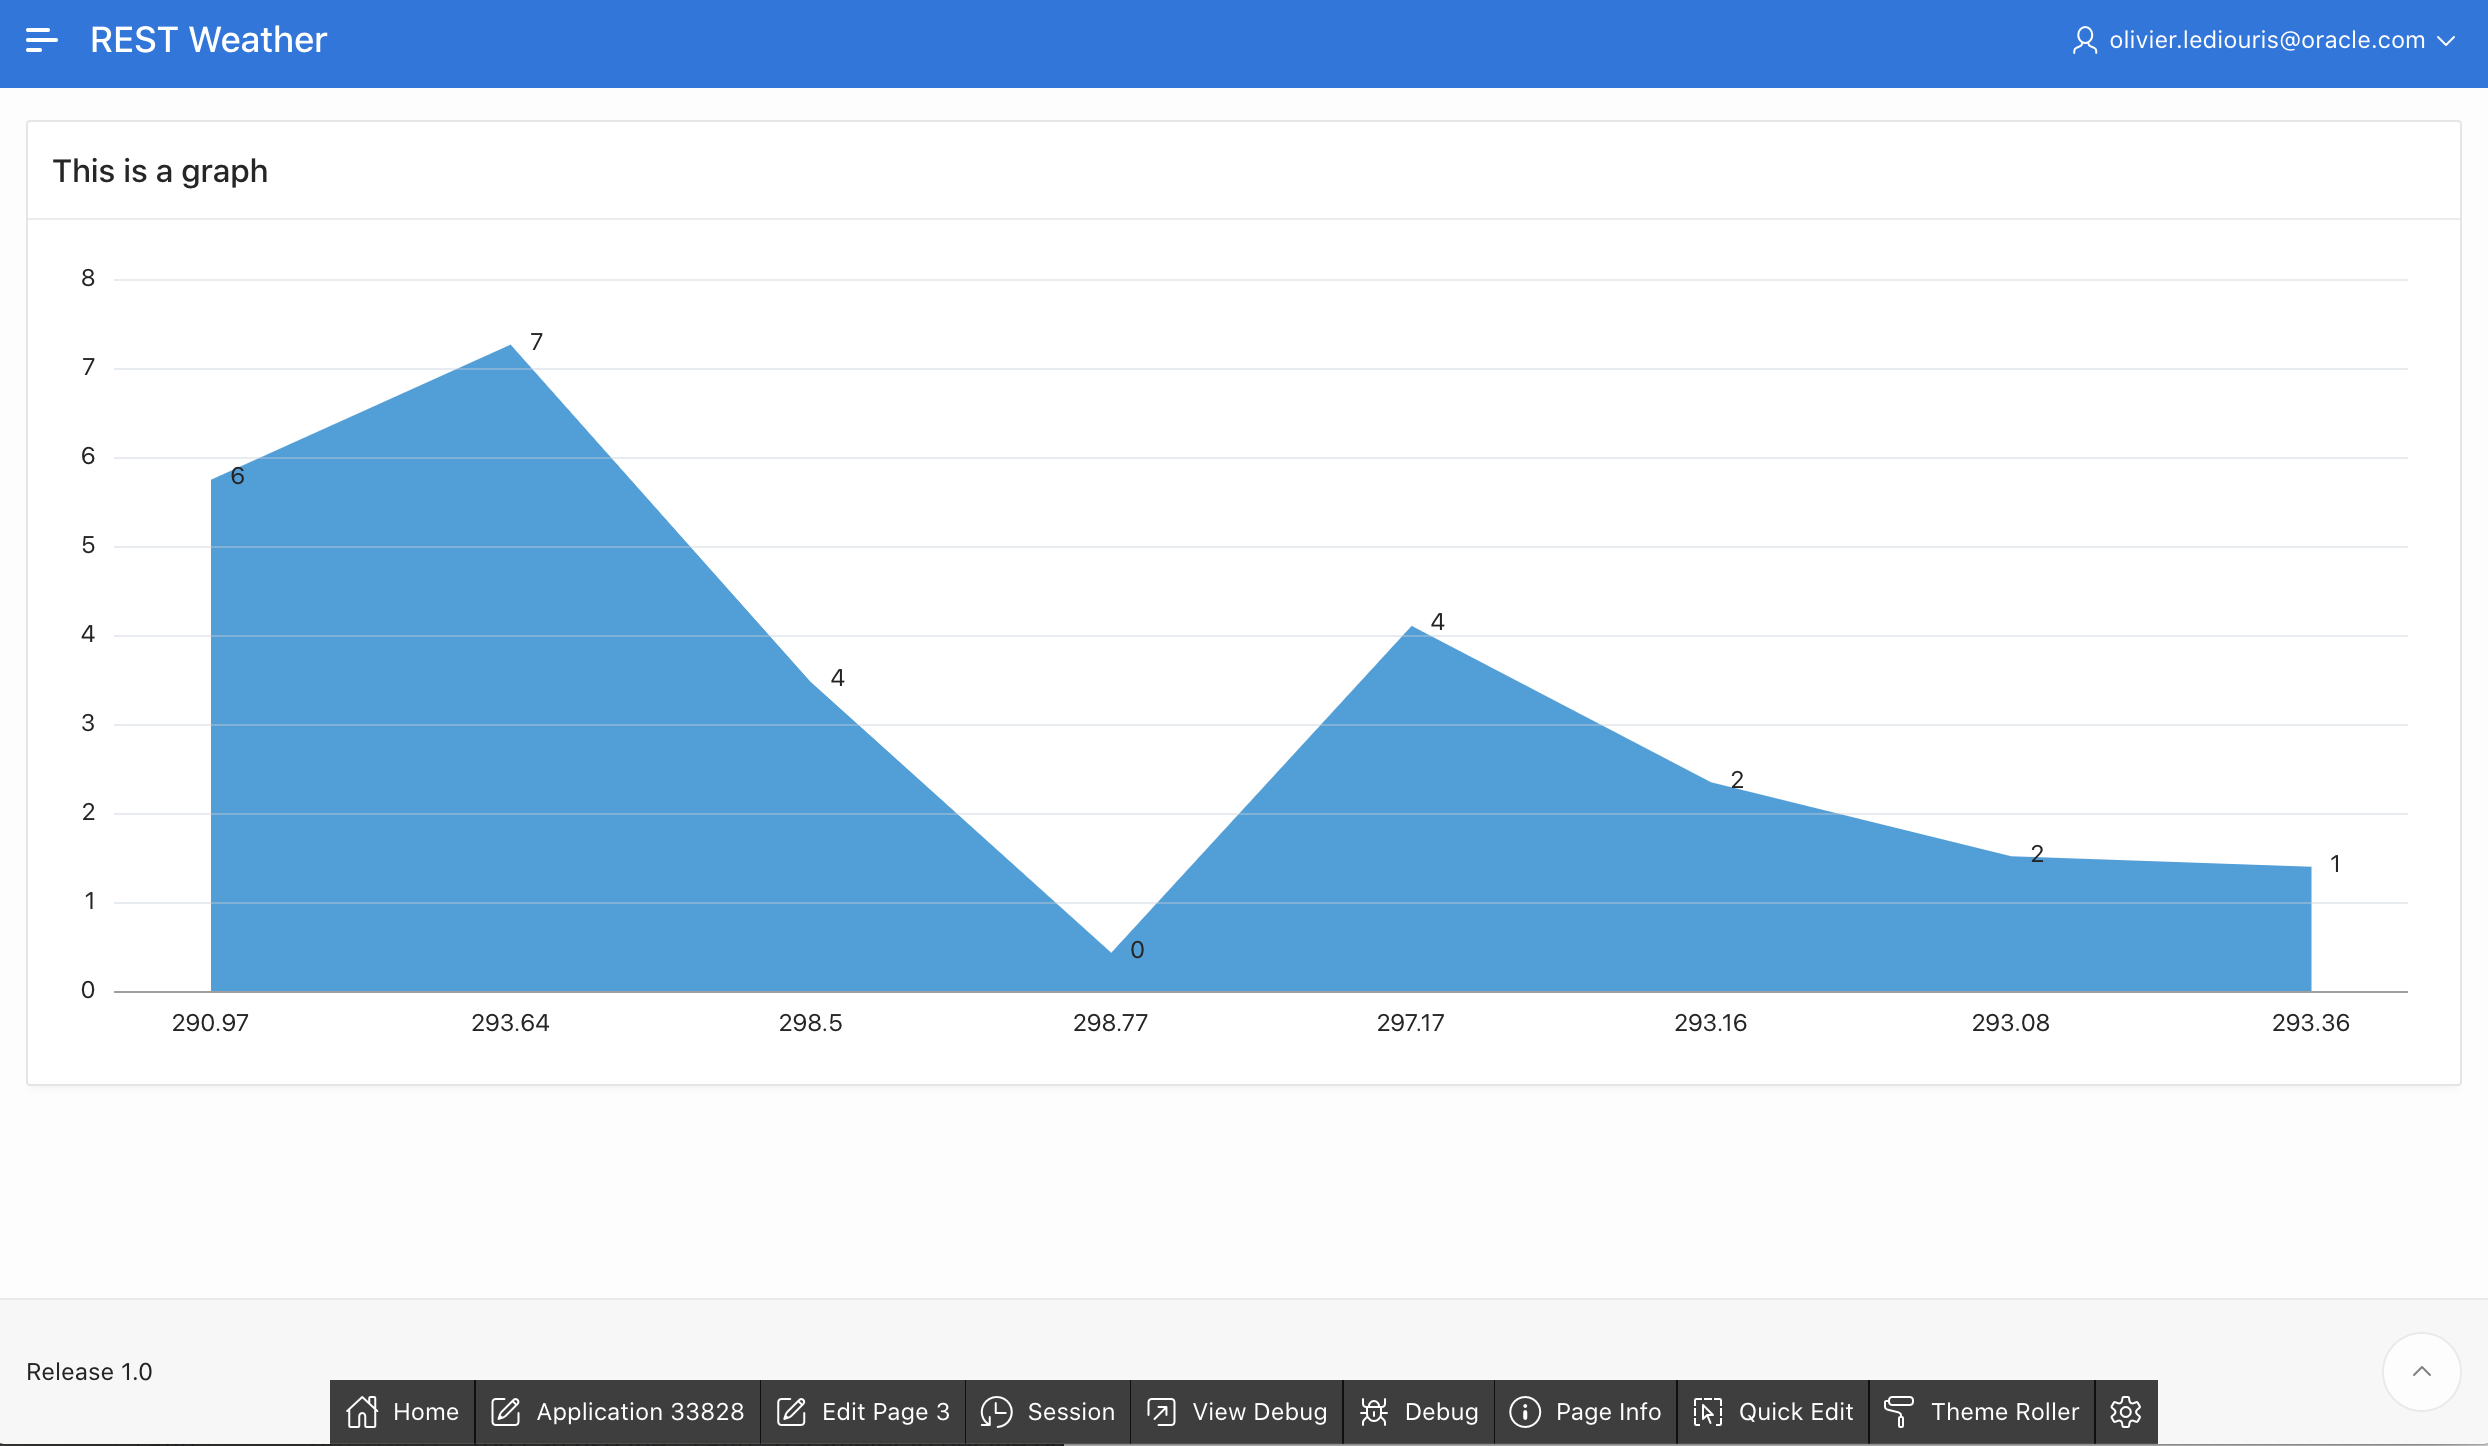 REST Weather
olivier.lediouris@oracle.com
This is a graph
8
7
7
6
6
5
4
4
4
3
2
2
2
1
1
0
0
290.97 293.64 298.5 298.77 297.17 293.16 293.08 293.36
Release 1.0
Home Application 33828 Edit Page 3 Session View Debug Debug Page Info Quick Edit Theme Roller